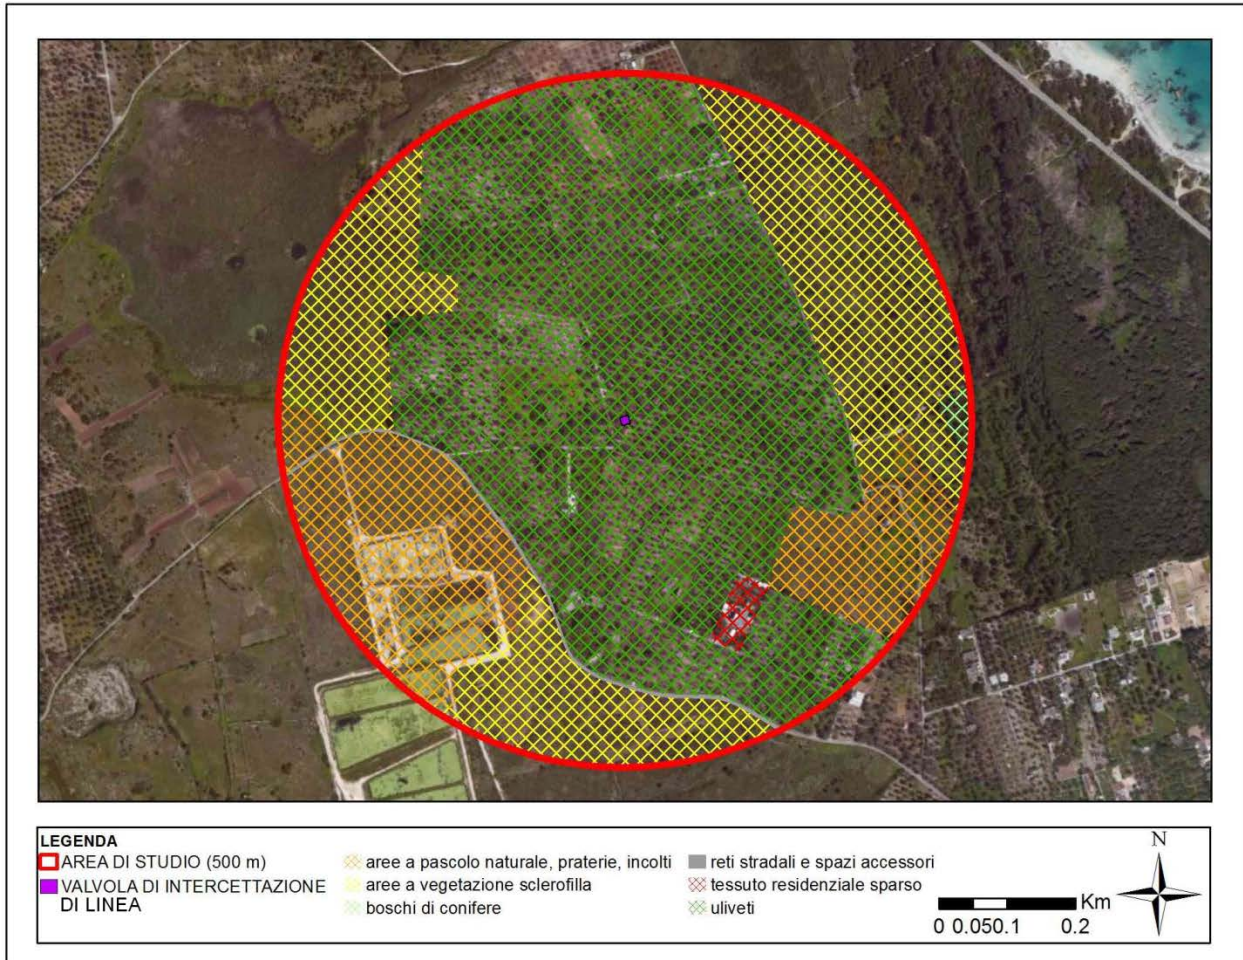 LEGENDA
AREA DI STUDIO (500 m)
VALVOLA DI INTERCETTAZIONE
DI LINEA
aree a pascolo naturale, praterie, incolti
aree a vegetazione sclerofilla
boschi di conifere
reti stradali e spazi accessori
tessuto residenziale sparso
uliveti
N
Km
0 0.050.1 0.2